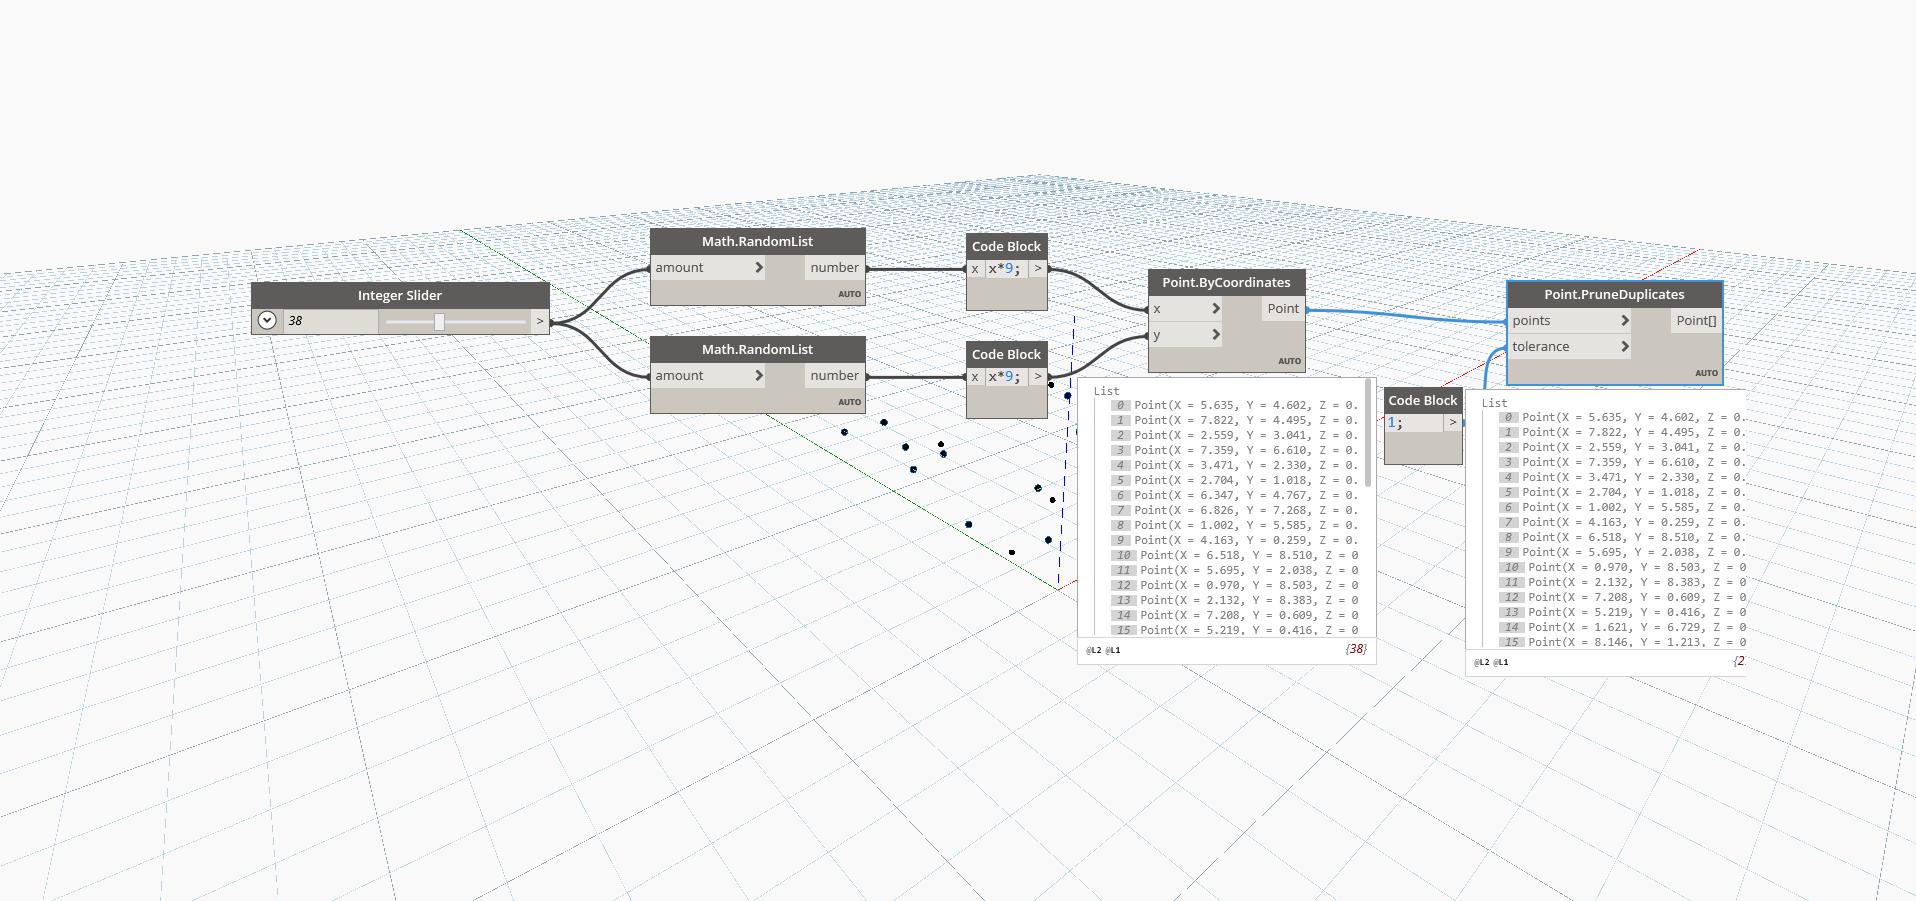 Integer Slider
38
>
Math.RandomList
amount > number
AUTO
Math.RandomList
amount > number
AUTO
Code Block
x x*9; >
Code Block
x x*9; >
Point.ByCoordinates
x > Point
y >
AUTO
List
0 Point(X = 5.635, Y = 4.602, Z = 0.
1 Point(X = 7.822, Y = 4.495, Z = 0.
2 Point(X = 2.559, Y = 3.041, Z = 0.
3 Point(X = 7.359, Y = 6.610, Z = 0.
4 Point(X = 3.471, Y = 2.330, Z = 0.
5 Point(X = 2.704, Y = 1.018, Z = 0.
6 Point(X = 6.347, Y = 4.767, Z = 0.
7 Point(X = 6.826, Y = 7.268, Z = 0.
8 Point(X = 1.002, Y = 5.585, Z = 0.
9 Point(X = 4.163, Y = 0.259, Z = 0.
10 Point(X = 6.518, Y = 8.510, Z = 0
11 Point(X = 5.695, Y = 2.038, Z = 0
12 Point(X = 0.970, Y = 8.503, Z = 0
13 Point(X = 2.132, Y = 8.383, Z = 0
14 Point(X = 7.208, Y = 0.609, Z = 0
15 Point(X = 5.219, Y = 0.416, Z = 0
@L2 @L1 {38}
Code Block
1; >
Point.PruneDuplicates
points > Point[]
tolerance >
AUTO
List
0 Point(X = 5.635, Y = 4.602, Z = 0.
1 Point(X = 7.822, Y = 4.495, Z = 0.
2 Point(X = 2.559, Y = 3.041, Z = 0.
3 Point(X = 7.359, Y = 6.610, Z = 0.
4 Point(X = 3.471, Y = 2.330, Z = 0.
5 Point(X = 2.704, Y = 1.018, Z = 0.
6 Point(X = 1.002, Y = 5.585, Z = 0.
7 Point(X = 4.163, Y = 0.259, Z = 0.
8 Point(X = 6.518, Y = 8.510, Z = 0.
9 Point(X = 5.695, Y = 2.038, Z = 0.
10 Point(X = 0.970, Y = 8.503, Z = 0
11 Point(X = 2.132, Y = 8.383, Z = 0
12 Point(X = 7.208, Y = 0.609, Z = 0
13 Point(X = 5.219, Y = 0.416, Z = 0
14 Point(X = 1.621, Y = 6.729, Z = 0
15 Point(X = 8.146, Y = 1.213, Z = 0
@L2 @L1 {2